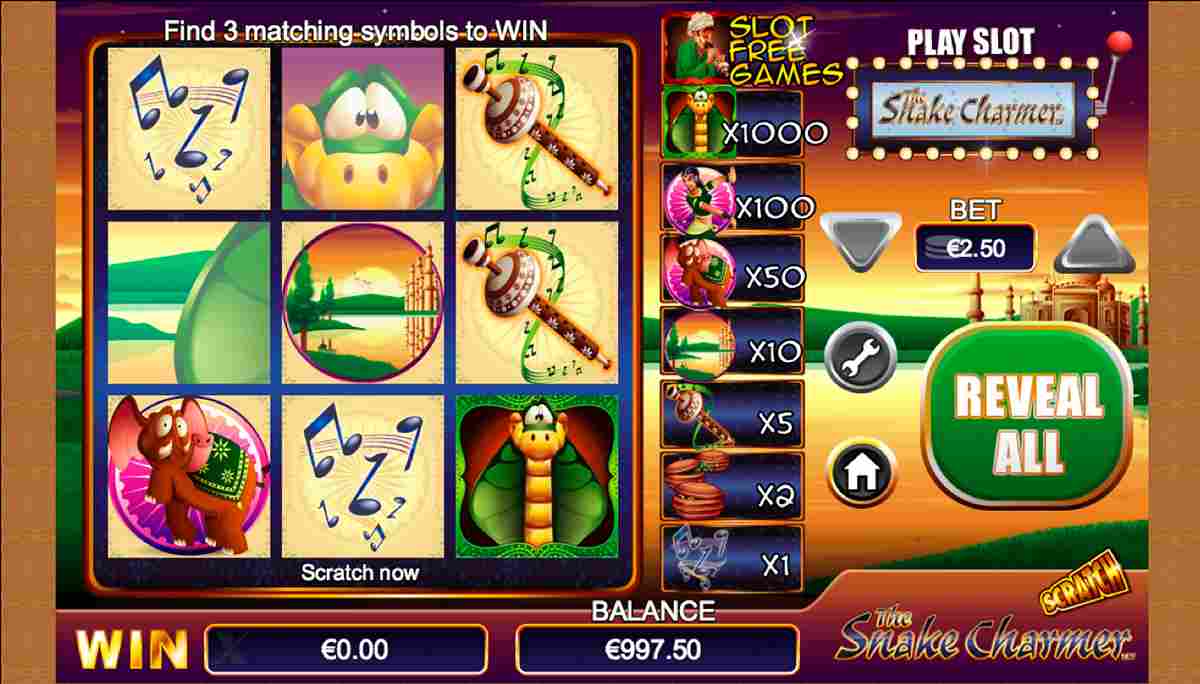 Find 3 matching symbols to WIN
Scratch now
SLOT
FREE
GAMES
X1000
X100
X50
X10
X5
X2
X1
PLAY SLOT
The Snake Charmer
BET
€2.50
REVEAL
ALL
WIN
€0.00
BALANCE
€997.50
SCRATCH
The
Snake Charmer